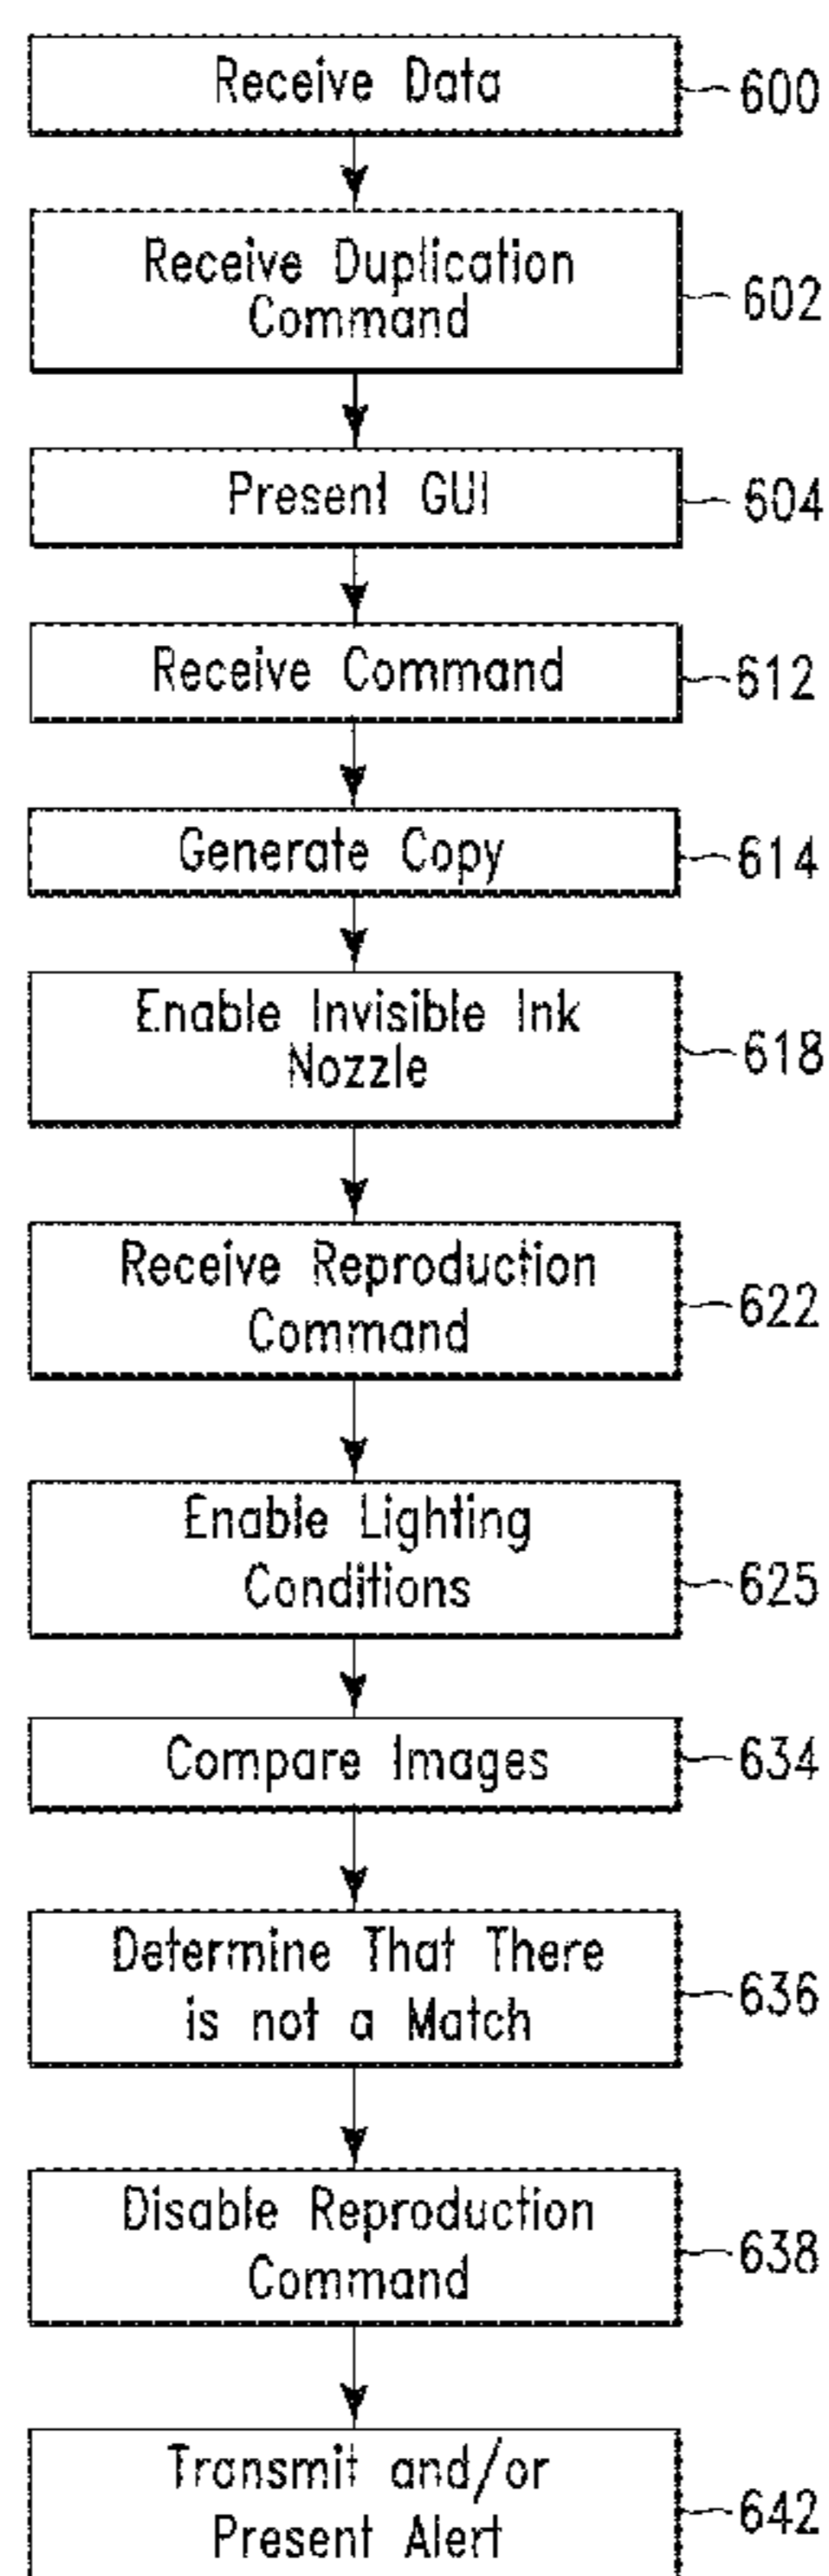 Receive Data
600
Receive Duplication
Command
602
Present GUI
604
Receive Command
612
Generate Copy
614
Enable Invisible Ink
Nozzle
618
Receive Reproduction
Command
622
Enable Lighting
Conditions
625
Compare Images
634
Determine That There
is not a Match
636
Disable Reproduction
Command
638
Transmit and/or
Present Alert
642